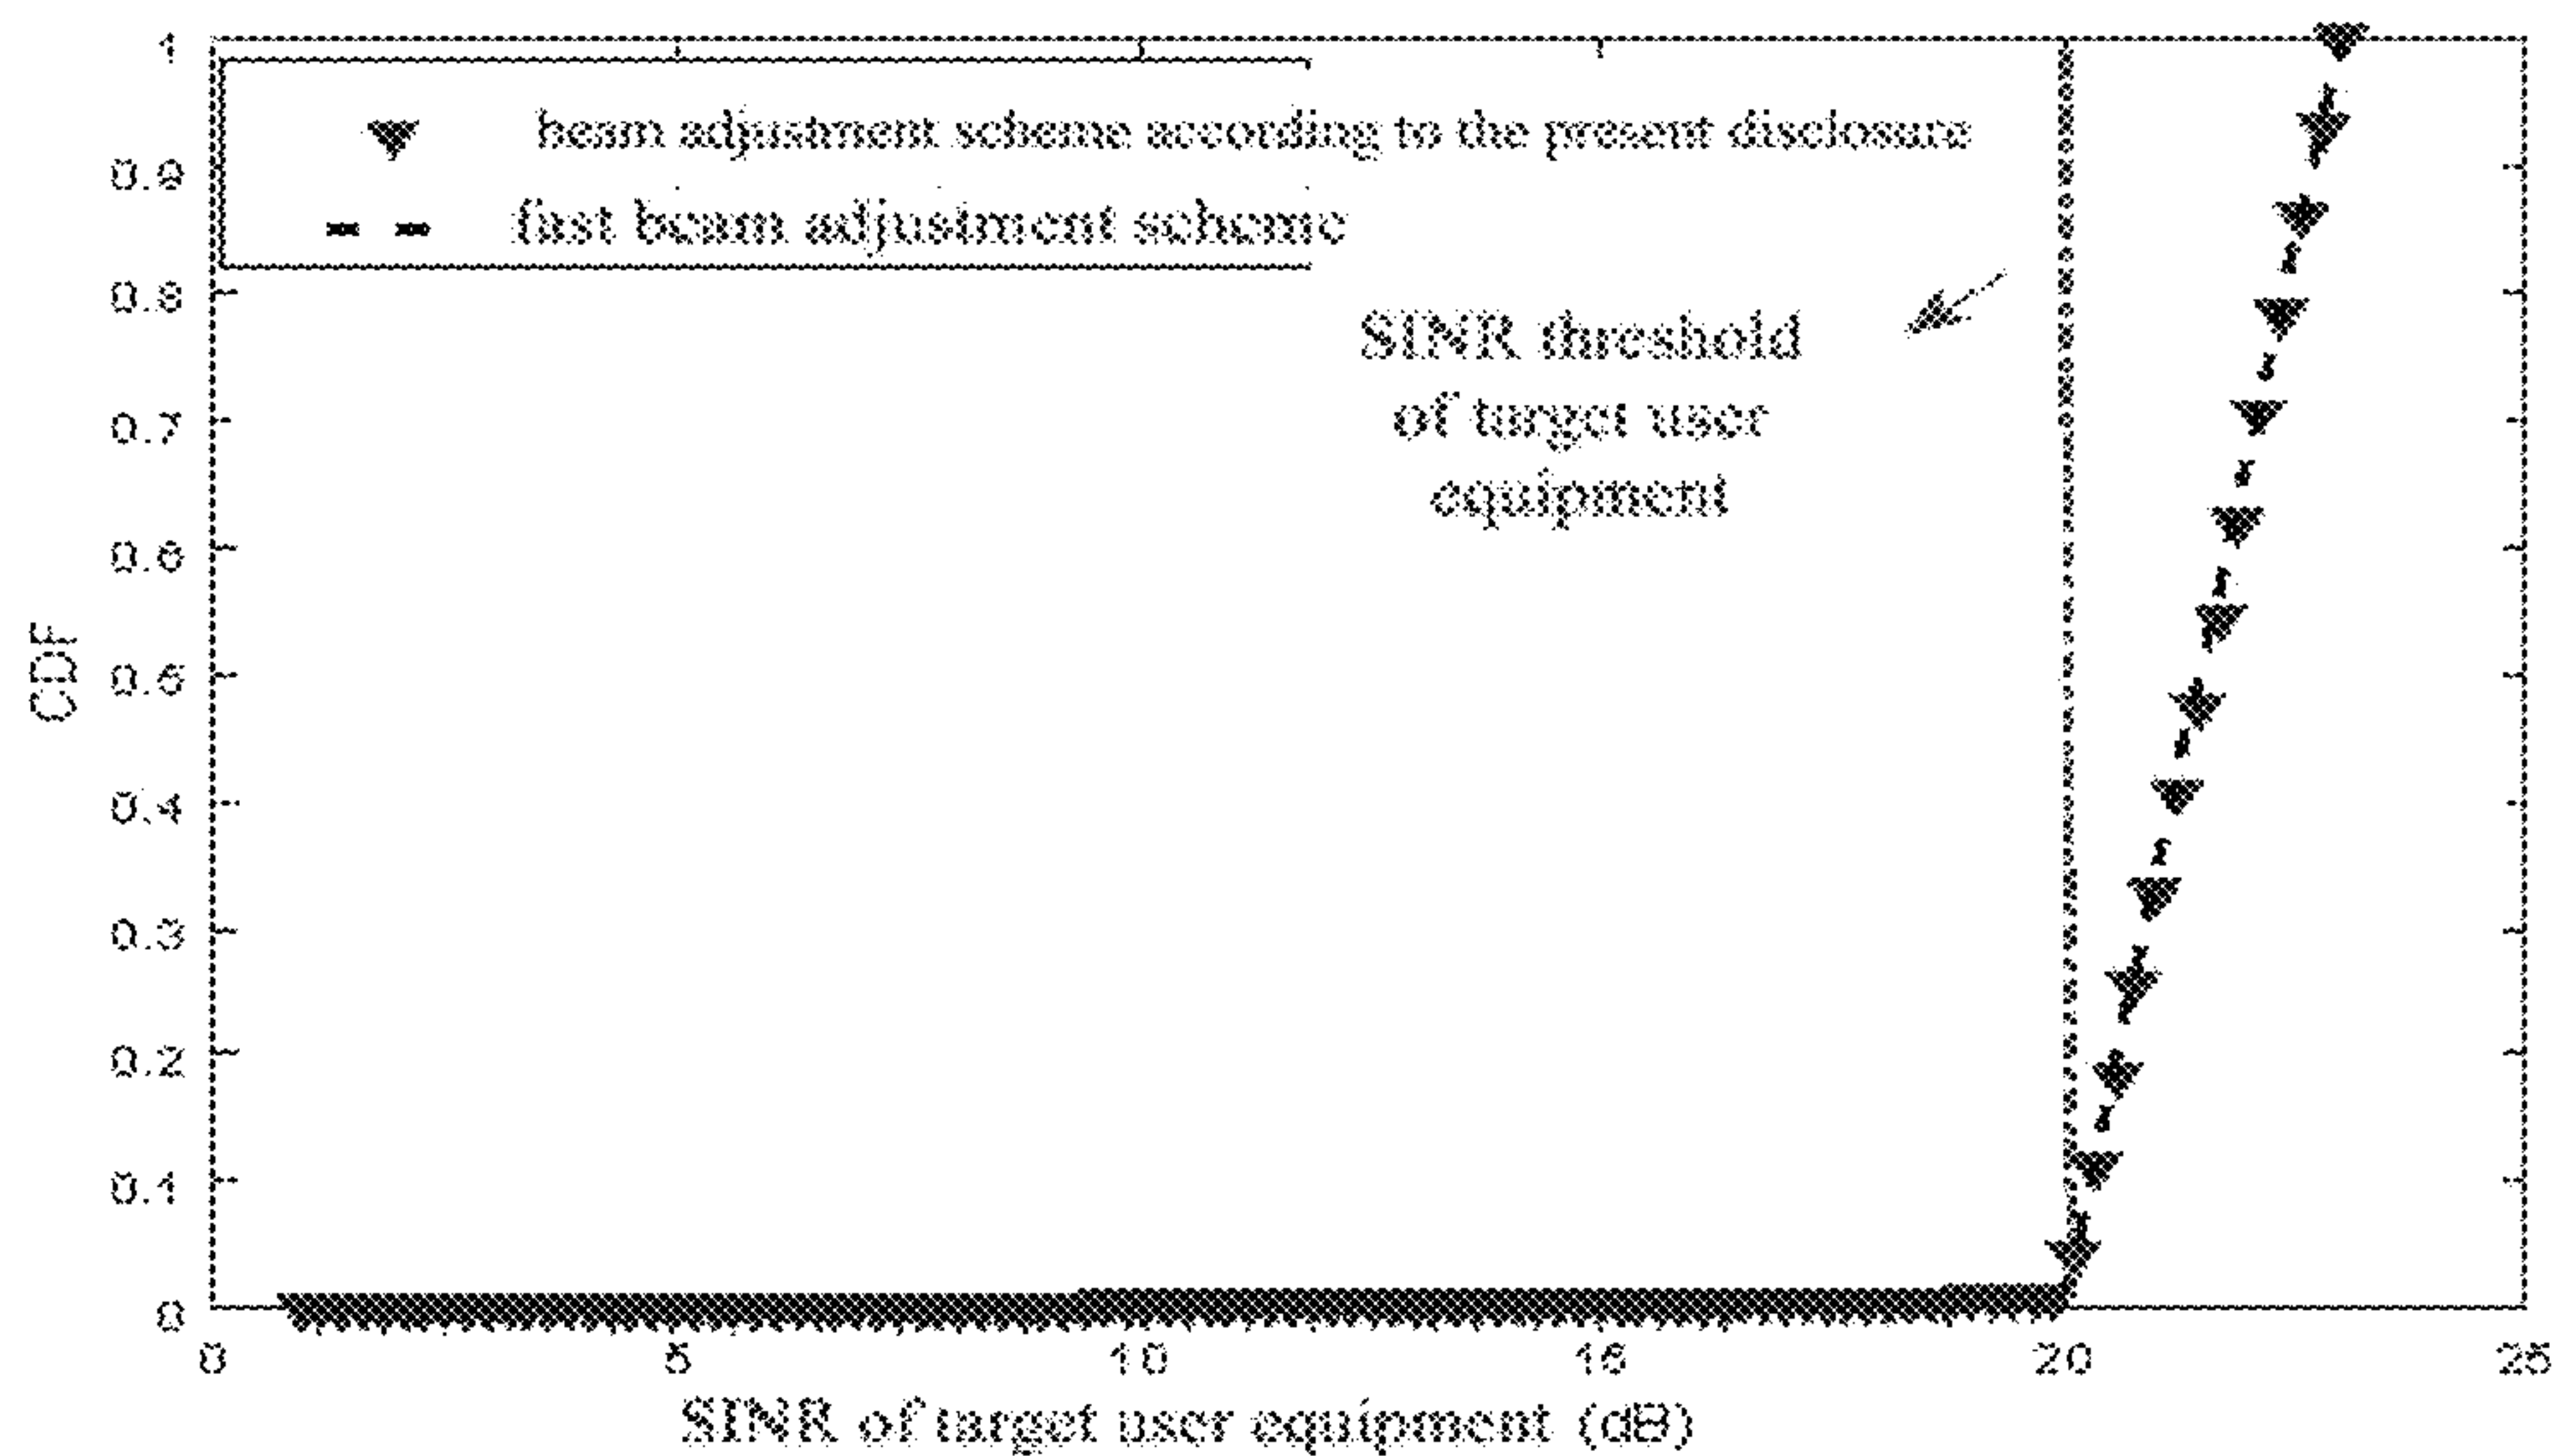 1
beam adjustment scheme according to the present disclosure
0.9
fast beam adjustment scheme
0.8
SINR threshold
of target user
equipment
0.7
0.6
CDF
0.5
0.4
0.3
0.2
0.1
0
0 5 10 15 20 25
SINR of target user equipment (dB)